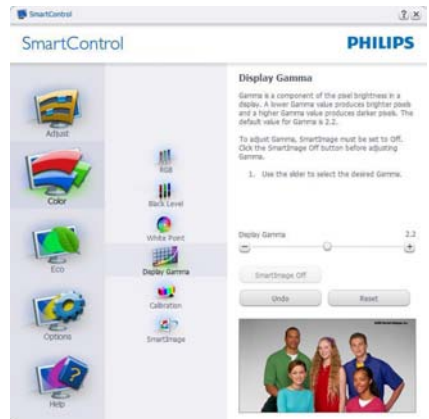 SmartControl
SmartControl
PHILIPS
Adjust
Color
Eco
Options
Help
RGB
Black Level
White Point
Display Gamma
Calibration
SmartImage
Display Gamma
Gamma is a component of the pixel brightness in a
display. A lower Gamma value produces brighter pixels
and a higher Gamma value produces darker pixels. The
default value for Gamma is 2.2.
To adjust Gamma, SmartImage must be set to Off.
Click the SmartImage Off button before adjusting
Gamma.
1. Use the slider to select the desired Gamma.
Display Gamma 2.2
SmartImage Off
Undo Reset